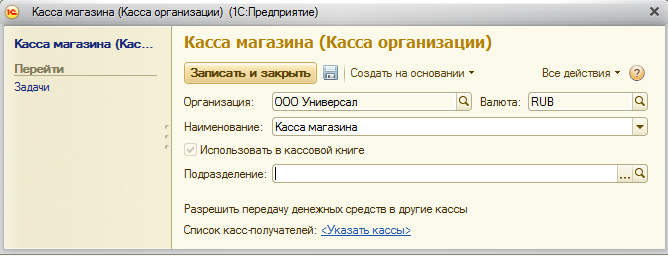 Касса магазина (Касса организации) (1С:Предприятие)
Касса магазина (Кас...
Перейти
Задачи
Касса магазина (Касса организации)
Записать и закрыть Создать на основании Все действия ?
Организация: ООО Универсал Валюта: RUB
Наименование: Касса магазина
Использовать в кассовой книге
Подразделение: ...
Разрешить передачу денежных средств в другие кассы
Список касс-получателей: <Указать кассы>